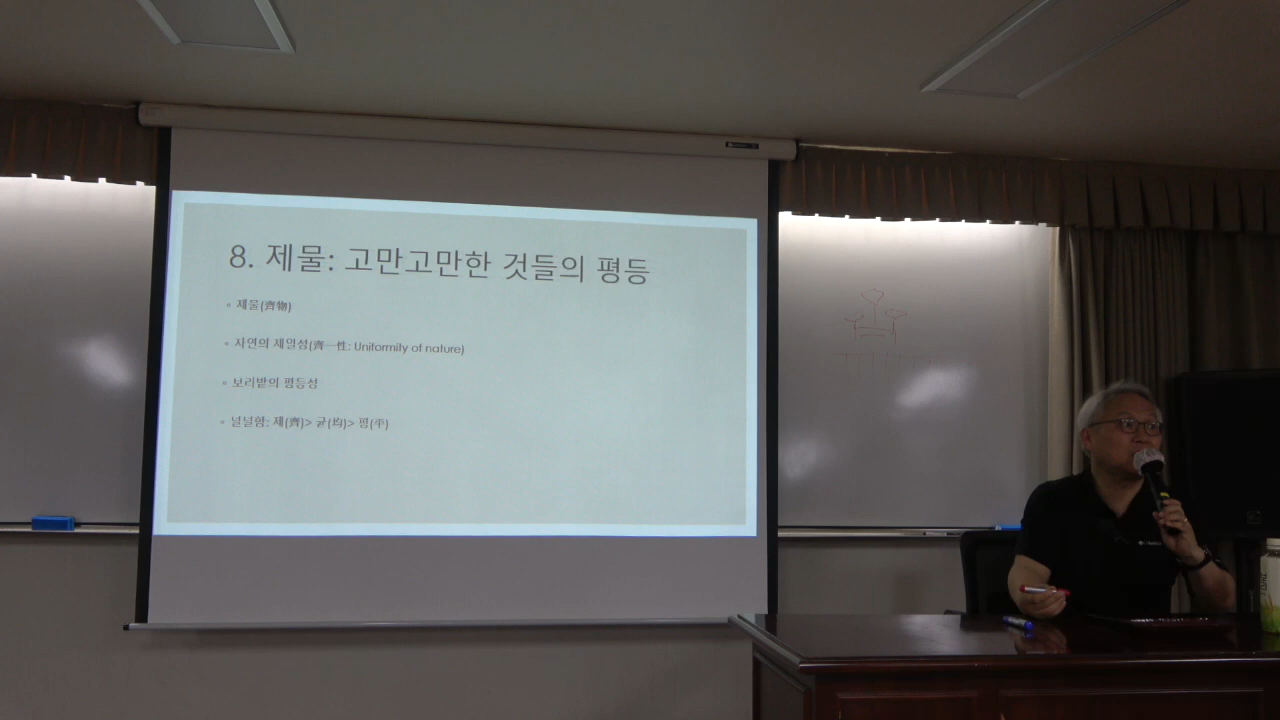 8. 제물: 고만고만한 것들의 평등
제물(齊物)
자연의 제일성(齊一性: Uniformity of nature)
보리밭의 평등성
널널함: 제(齊)> 균(均)> 평(平)